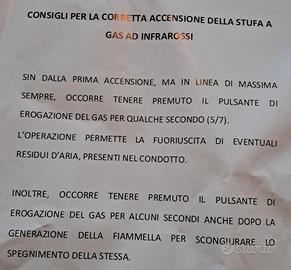 CONSIGLI PER LA CORRETTA ACCENSIONE DELLA STUFA A
GAS AD INFRAROSSI
SIN DALLA PRIMA ACCENSIONE, MA IN LINEA DI MASSIMA
SEMPRE, OCCORRE TENERE PREMUTO IL PULSANTE DI
EROGAZIONE DEL GAS PER QUALCHE SECONDO (5/7).
L'OPERAZIONE PERMETTE LA FUORIUSCITA DI EVENTUALI
RESIDUI D'ARIA, PRESENTI NEL CONDOTTO.
INOLTRE, OCCORRE TENERE PREMUTO IL PULSANTE DI
EROGAZIONE DEL GAS PER ALCUNI SECONDI ANCHE DOPO LA
GENERAZIONE DELLA FIAMMELLA PER SCONGIURARE LO
SPEGNIMENTO DELLA STESSA.
subito